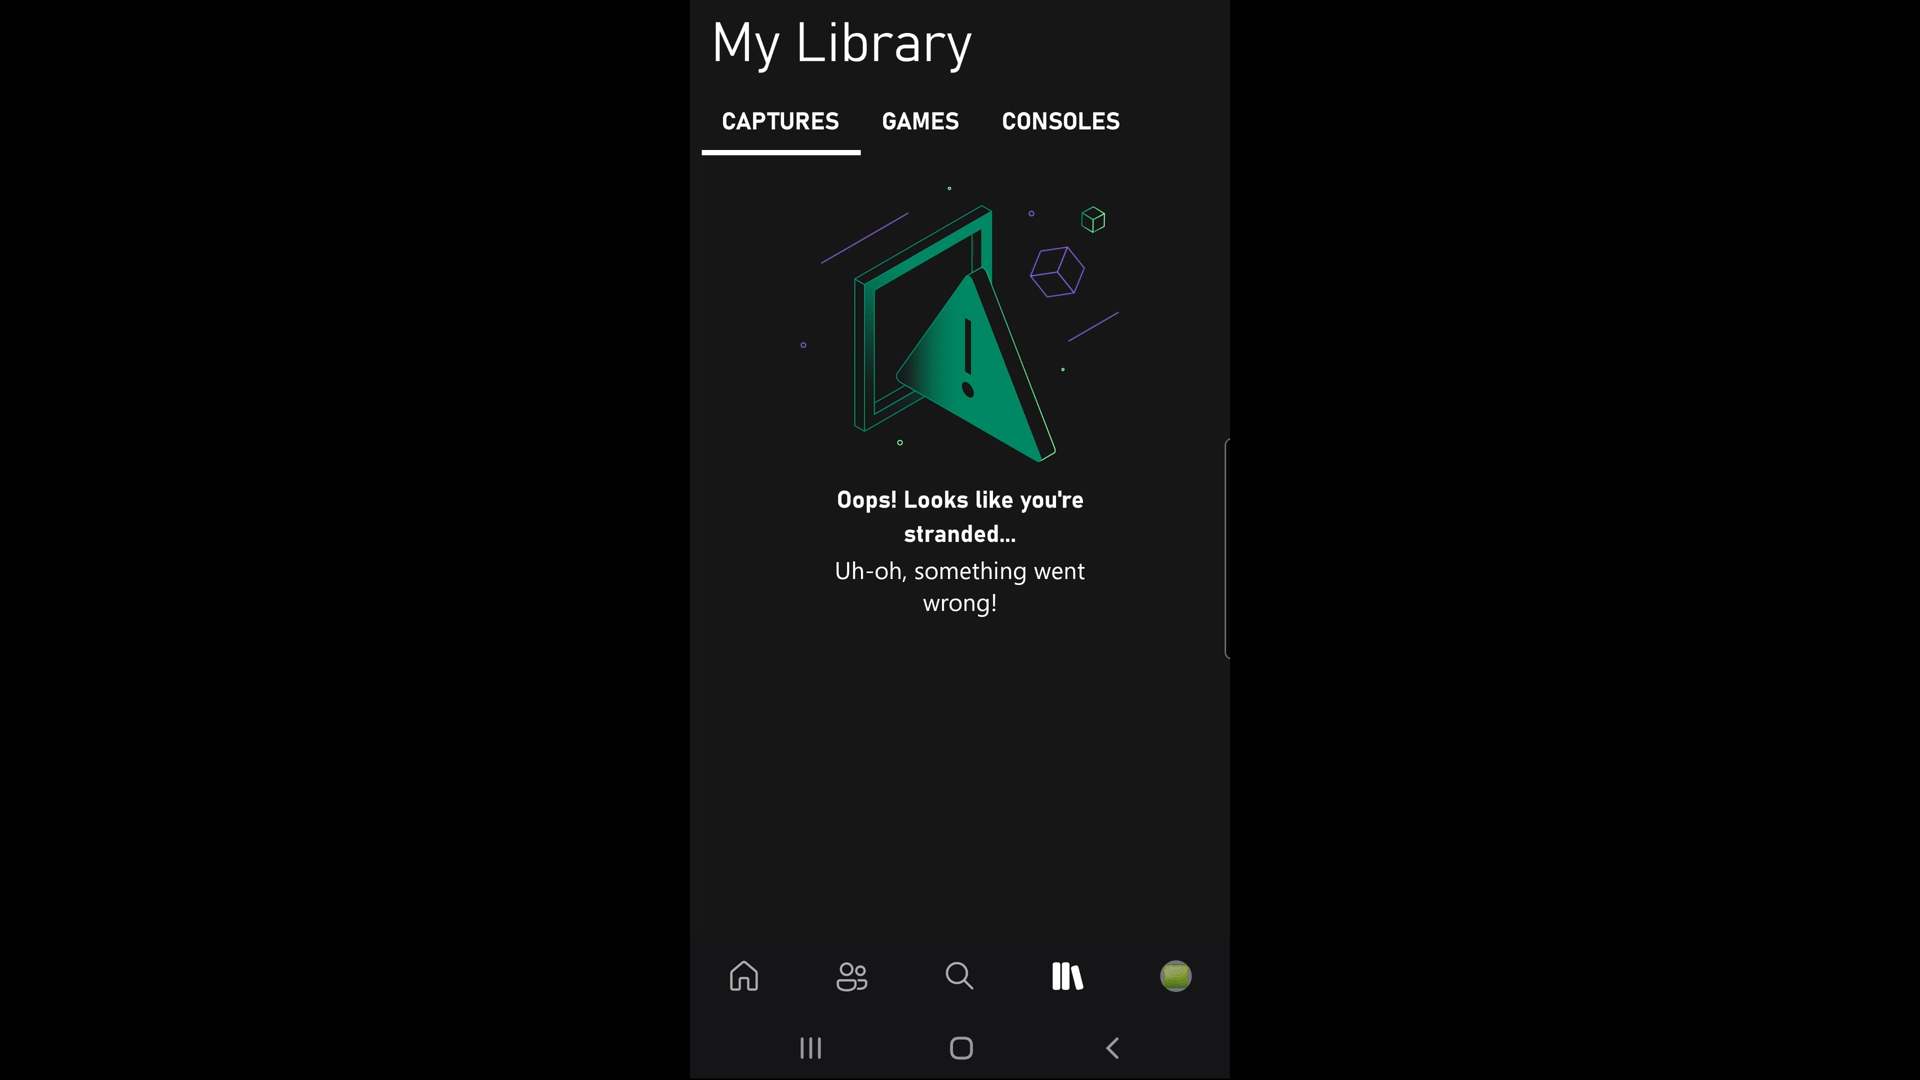 My Library
CAPTURES GAMES CONSOLES
Oops! Looks like you're
stranded...
Uh-oh, something went
wrong!